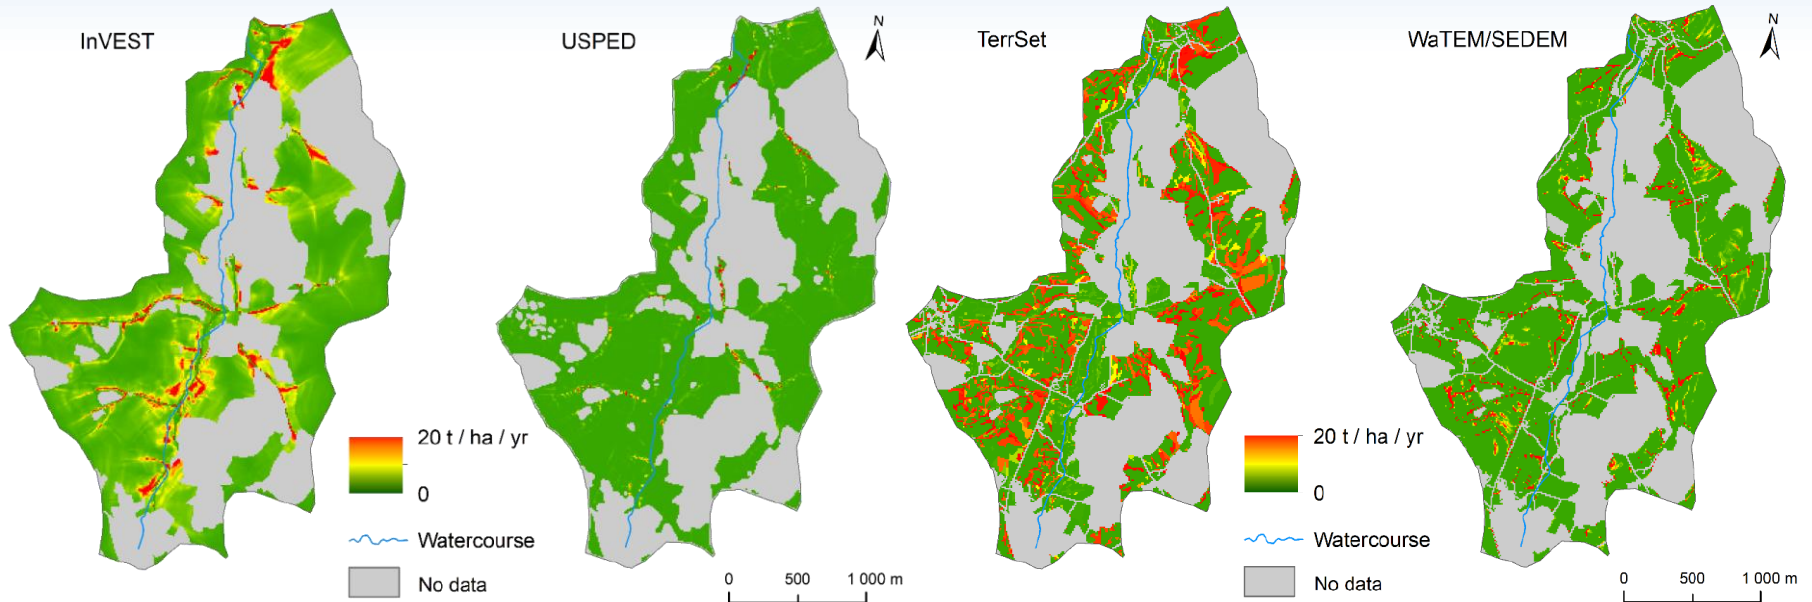 InVEST
USPED
N
TerrSet
WaTEM/SEDEM
N
20 t / ha / yr
0
Watercourse
No data
0 500 1 000 m
20 t / ha / yr
0
Watercourse
No data
0 500 1 000 m